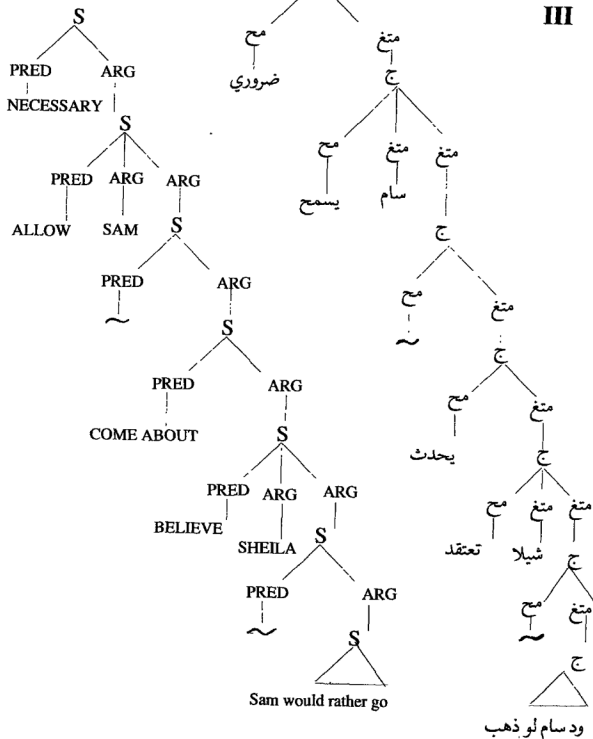 III
S
PRED ARG
NECESSARY
S
PRED ARG ARG
ALLOW SAM
S
PRED ARG
~
S
PRED ARG
COME ABOUT
S
PRED ARG ARG
BELIEVE
SHEILA
S
PRED ARG
~
S
Sam would rather go
مح متغ
ضروري
ج
مح متغ متغ
يسمح سام
ج
مح متغ
~
ج
مح متغ
يحدث
ج
مح متغ متغ
تعتقد شيلا
ج
مح متغ
~
ج
ود سام لو ذهب